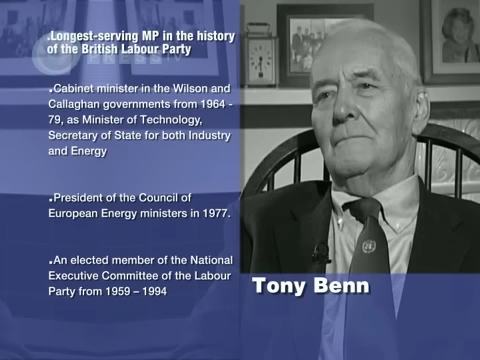 .Longest-serving MP in the history
of the British Labour Party
PRESS TV
.Cabinet minister in the Wilson and
Callaghan governments from 1964 -
79, as Minister of Technology,
Secretary of State for both Industry
and Energy
.President of the Council of
European Energy ministers in 1977.
.An elected member of the National
Executive Committee of the Labour
Party from 1959 – 1994
Tony Benn